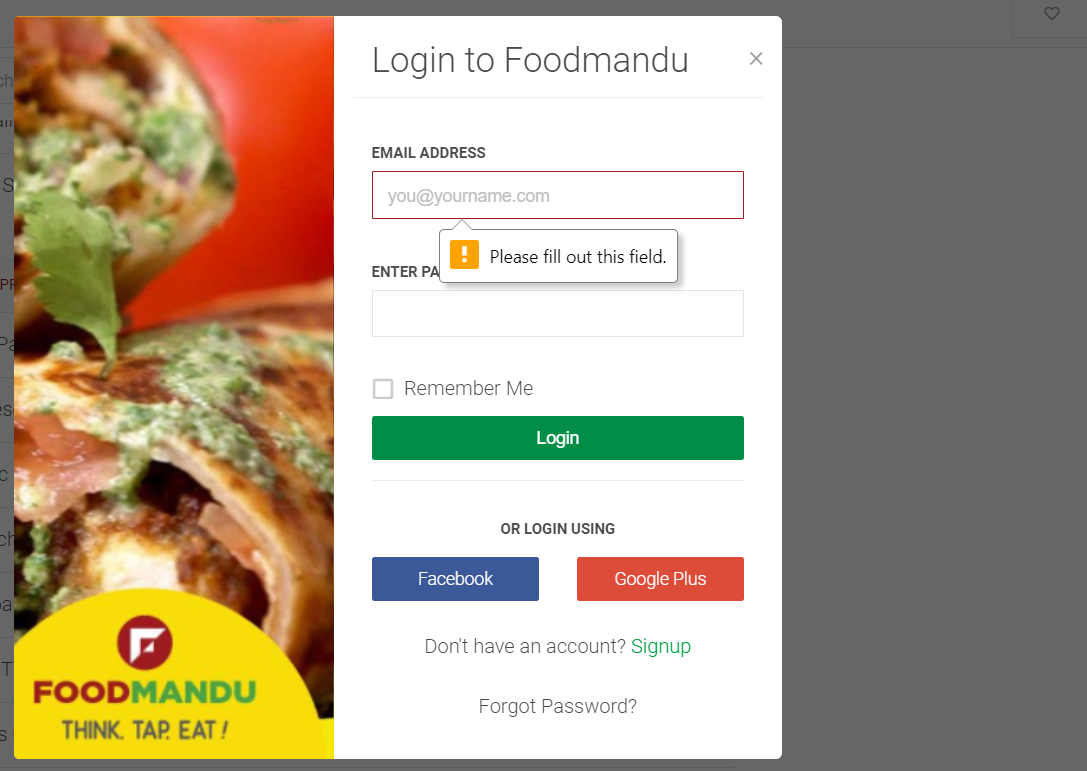 Login to Foodmandu
×
EMAIL ADDRESS
you@yourname.com
Please fill out this field.
ENTER PA
Remember Me
Login
OR LOGIN USING
Facebook
Google Plus
Don't have an account? Signup
Forgot Password?
FOODMANDU
THINK. TAP. EAT !